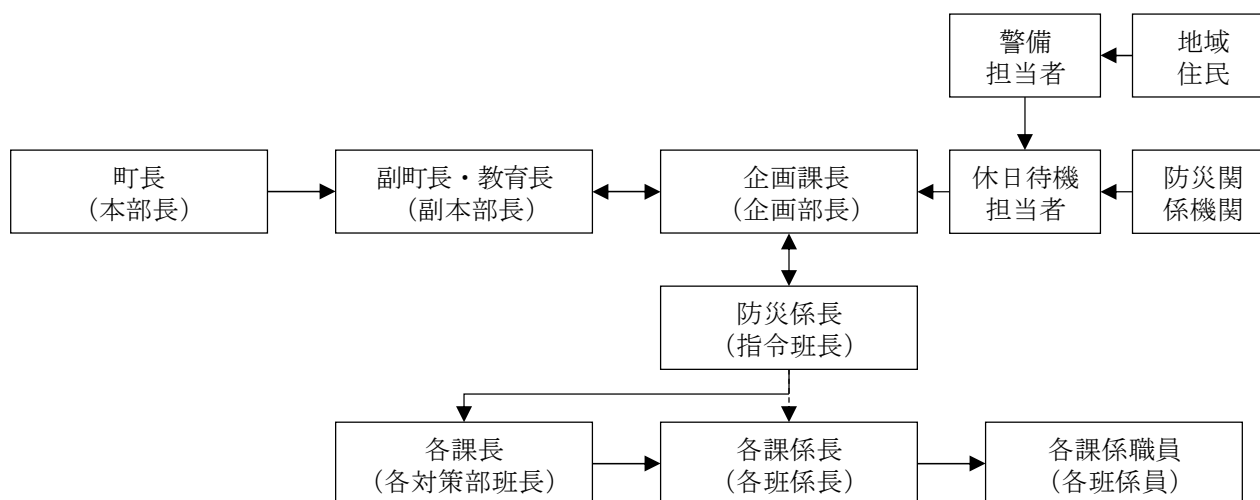 警備
担当者
地域
住民
町長
（本部長）
副町長・教育長
（副本部長）
企画課長
（企画部長）
休日待機
担当者
防災関
係機関
防災係長
（指令班長）
各課長
（各対策部班長）
各課係長
（各班係長）
各課係職員
（各班係員）